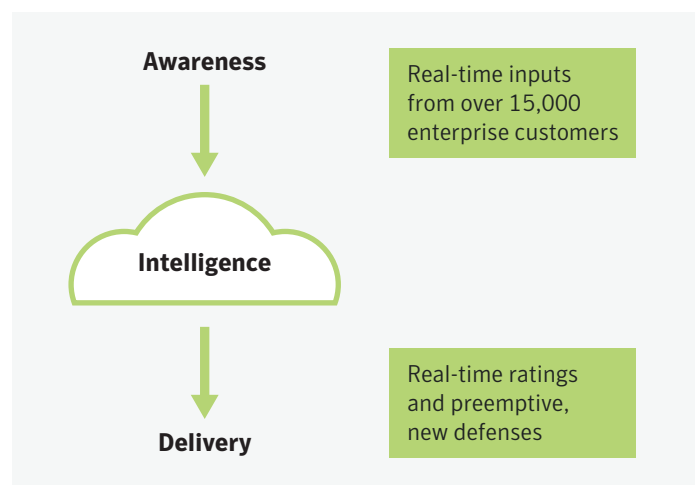 Awareness
Real-time inputs
from over 15,000
enterprise customers
Intelligence
Real-time ratings
and preemptive,
new defenses
Delivery